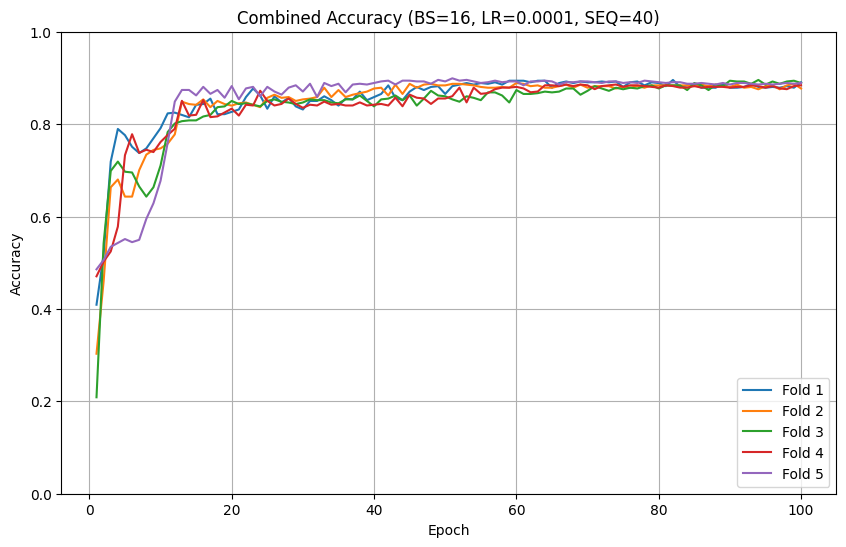 Combined Accuracy (BS=16, LR=0.0001, SEQ=40)
1.0
0.8
0.6
0.4
0.2
0.0
Accuracy
0 20 40 60 80 100
Epoch
Fold 1
Fold 2
Fold 3
Fold 4
Fold 5